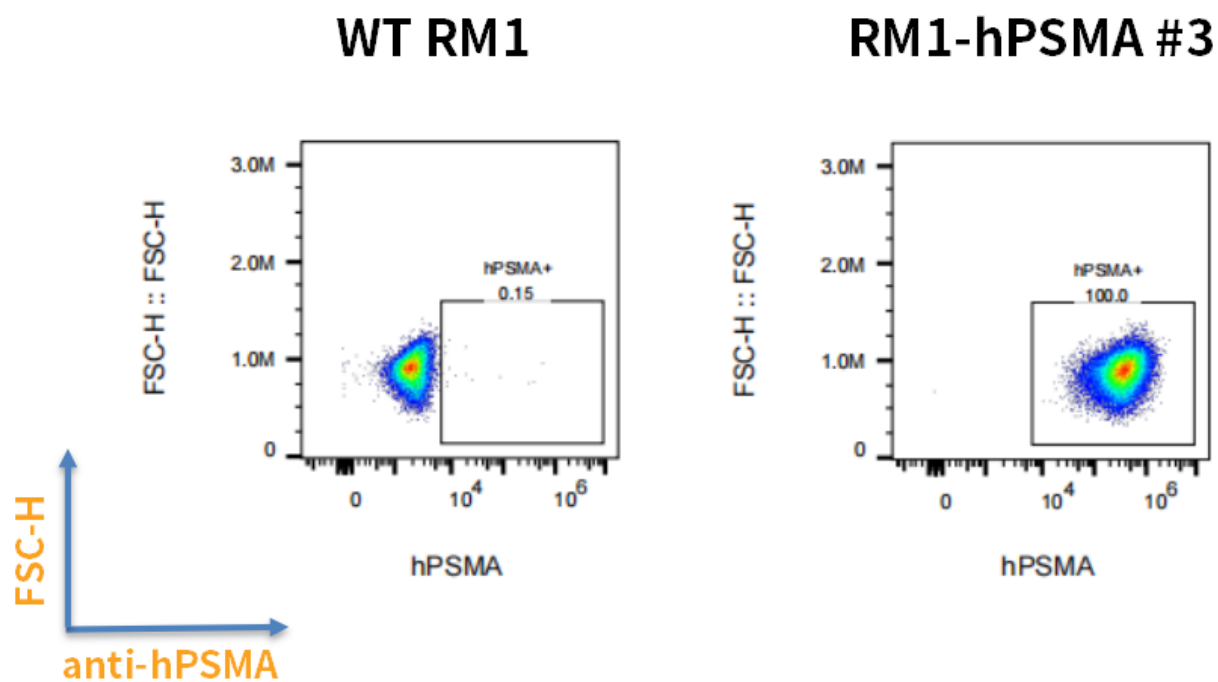 WT RM1
RM1-hPSMA #3
FSC-H :: FSC-H
3.0M
2.0M
1.0M
0
hPSMA+
0.15
0
10^4
10^6
hPSMA
FSC-H :: FSC-H
3.0M
2.0M
1.0M
0
hPSMA+
100.0
0
10^4
10^6
hPSMA
FSC-H
anti-hPSMA